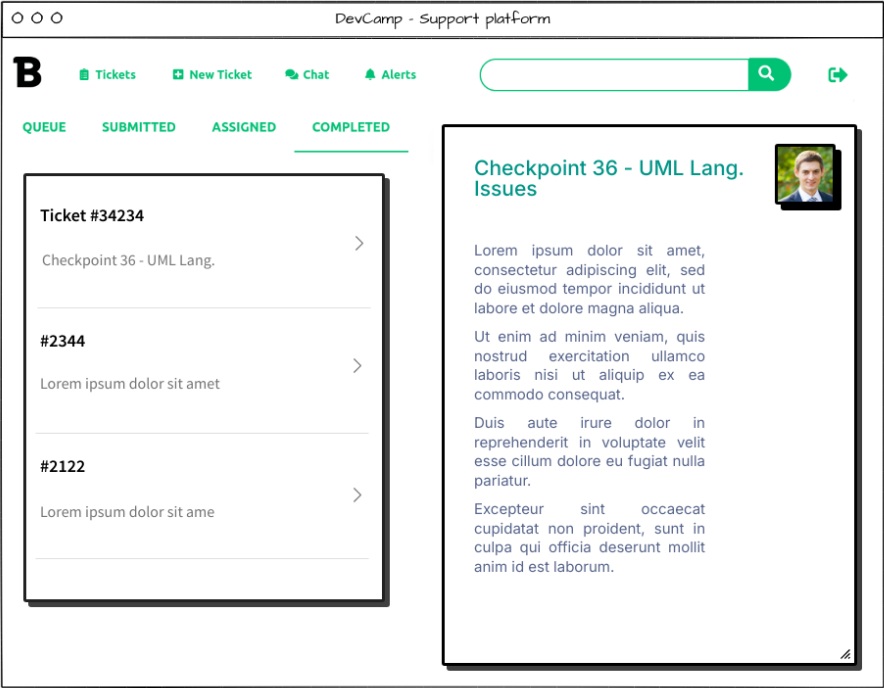 DevCamp - Support platform
B
Tickets
New Ticket
Chat
Alerts
QUEUE
SUBMITTED
ASSIGNED
COMPLETED
Ticket #34234
Checkpoint 36 - UML Lang.
#2344
Lorem ipsum dolor sit amet
#2122
Lorem ipsum dolor sit ame
Checkpoint 36 - UML Lang.
Issues
Lorem ipsum dolor sit amet,
consectetur adipiscing elit, sed
do eiusmod tempor incididunt ut
labore et dolore magna aliqua.
Ut enim ad minim veniam, quis
nostrud exercitation ullamco
laboris nisi ut aliquip ex ea
commodo consequat.
Duis aute irure dolor in
reprehenderit in voluptate velit
esse cillum dolore eu fugiat nulla
pariatur.
Excepteur sint occaecat
cupidatat non proident, sunt in
culpa qui officia deserunt mollit
anim id est laborum.